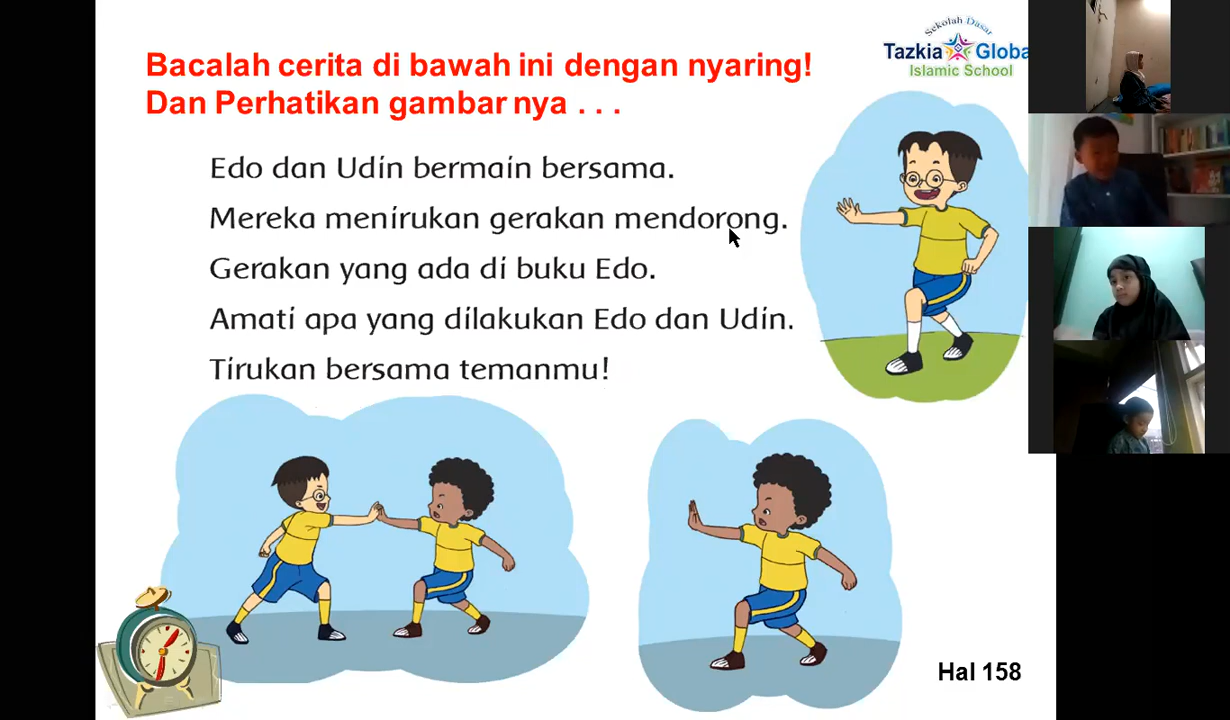 Sekolah Dasar
Tazkia Globa
Islamic School
Bacalah cerita di bawah ini dengan nyaring!
Dan Perhatikan gambar nya . . .
Edo dan Udin bermain bersama.
Mereka menirukan gerakan mendorong.
Gerakan yang ada di buku Edo.
Amati apa yang dilakukan Edo dan Udin.
Tirukan bersama temanmu!
Hal 158